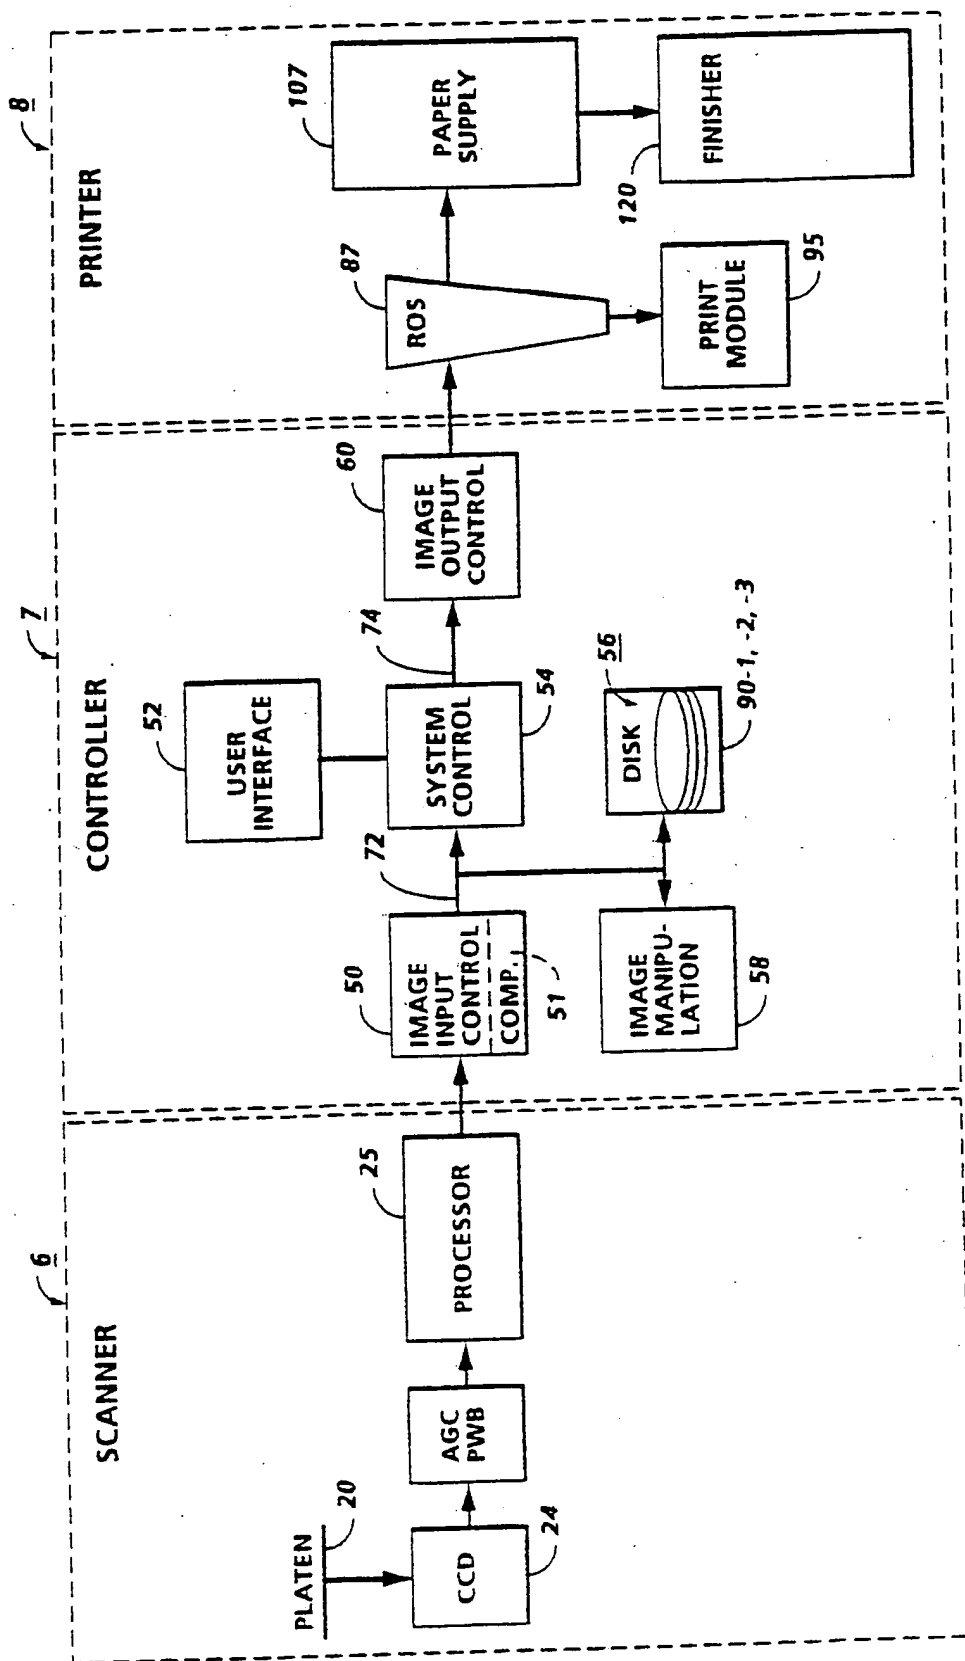 6
SCANNER
PLATEN
20
CCD
24
AGC
PWB
PROCESSOR
25
7
CONTROLLER
IMAGE
INPUT
CONTROL
COMP.
50
51
72
USER
INTERFACE
52
SYSTEM
CONTROL
54
74
IMAGE
MANIPU-
LATION
58
DISK
56
90-1, -2, -3
IMAGE
OUTPUT
CONTROL
60
8
PRINTER
ROS
87
PRINT
MODULE
95
PAPER
SUPPLY
107
FINISHER
120